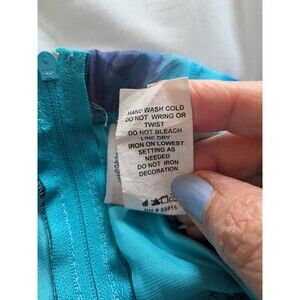 HAND WASH COLD
DO NOT WRING OR
TWIST
DO NOT BLEACH
LINE DRY
IRON ON LOWEST
SETTING AS
NEEDED
DO NOT IRON
DECORATION